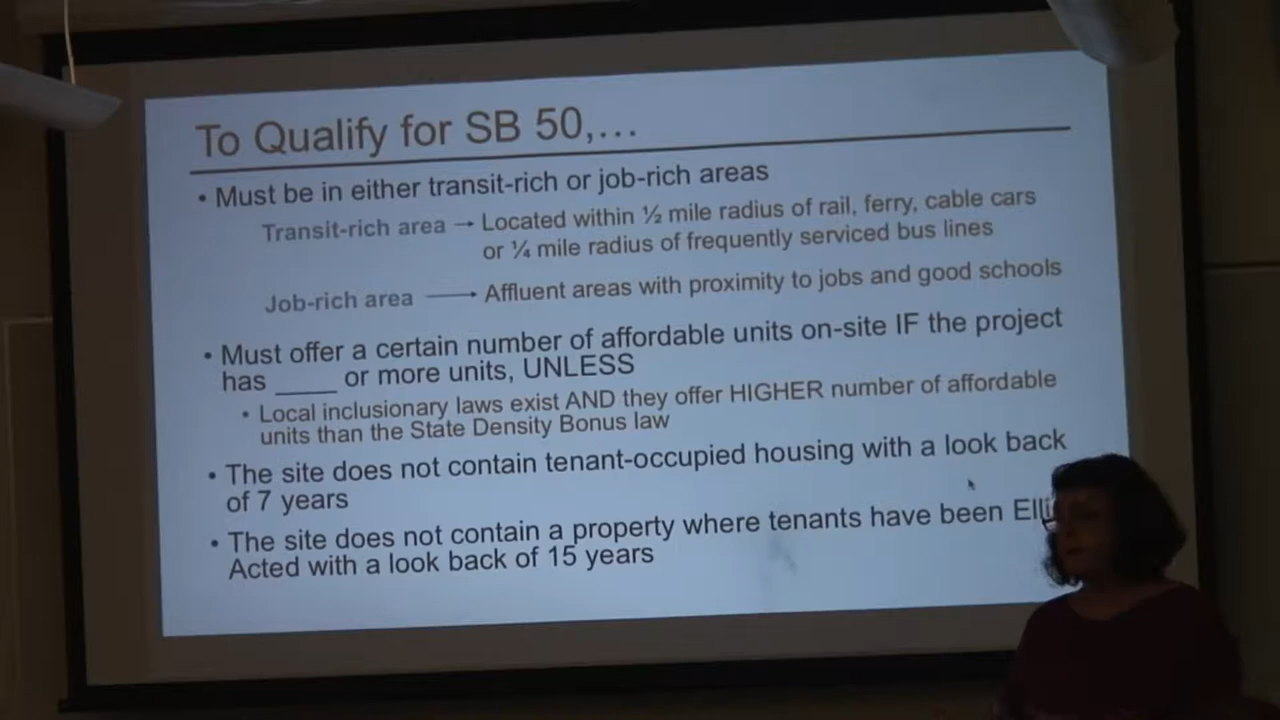 To Qualify for SB 50,...
• Must be in either transit-rich or job-rich areas
Transit-rich area → Located within ½ mile radius of rail, ferry, cable cars
or ¼ mile radius of frequently serviced bus lines
Job-rich area → Affluent areas with proximity to jobs and good schools
• Must offer a certain number of affordable units on-site IF the project
has ____ or more units, UNLESS
• Local inclusionary laws exist AND they offer HIGHER number of affordable
units than the State Density Bonus law
• The site does not contain tenant-occupied housing with a look back
of 7 years
• The site does not contain a property where tenants have been
Acted with a look back of 15 years